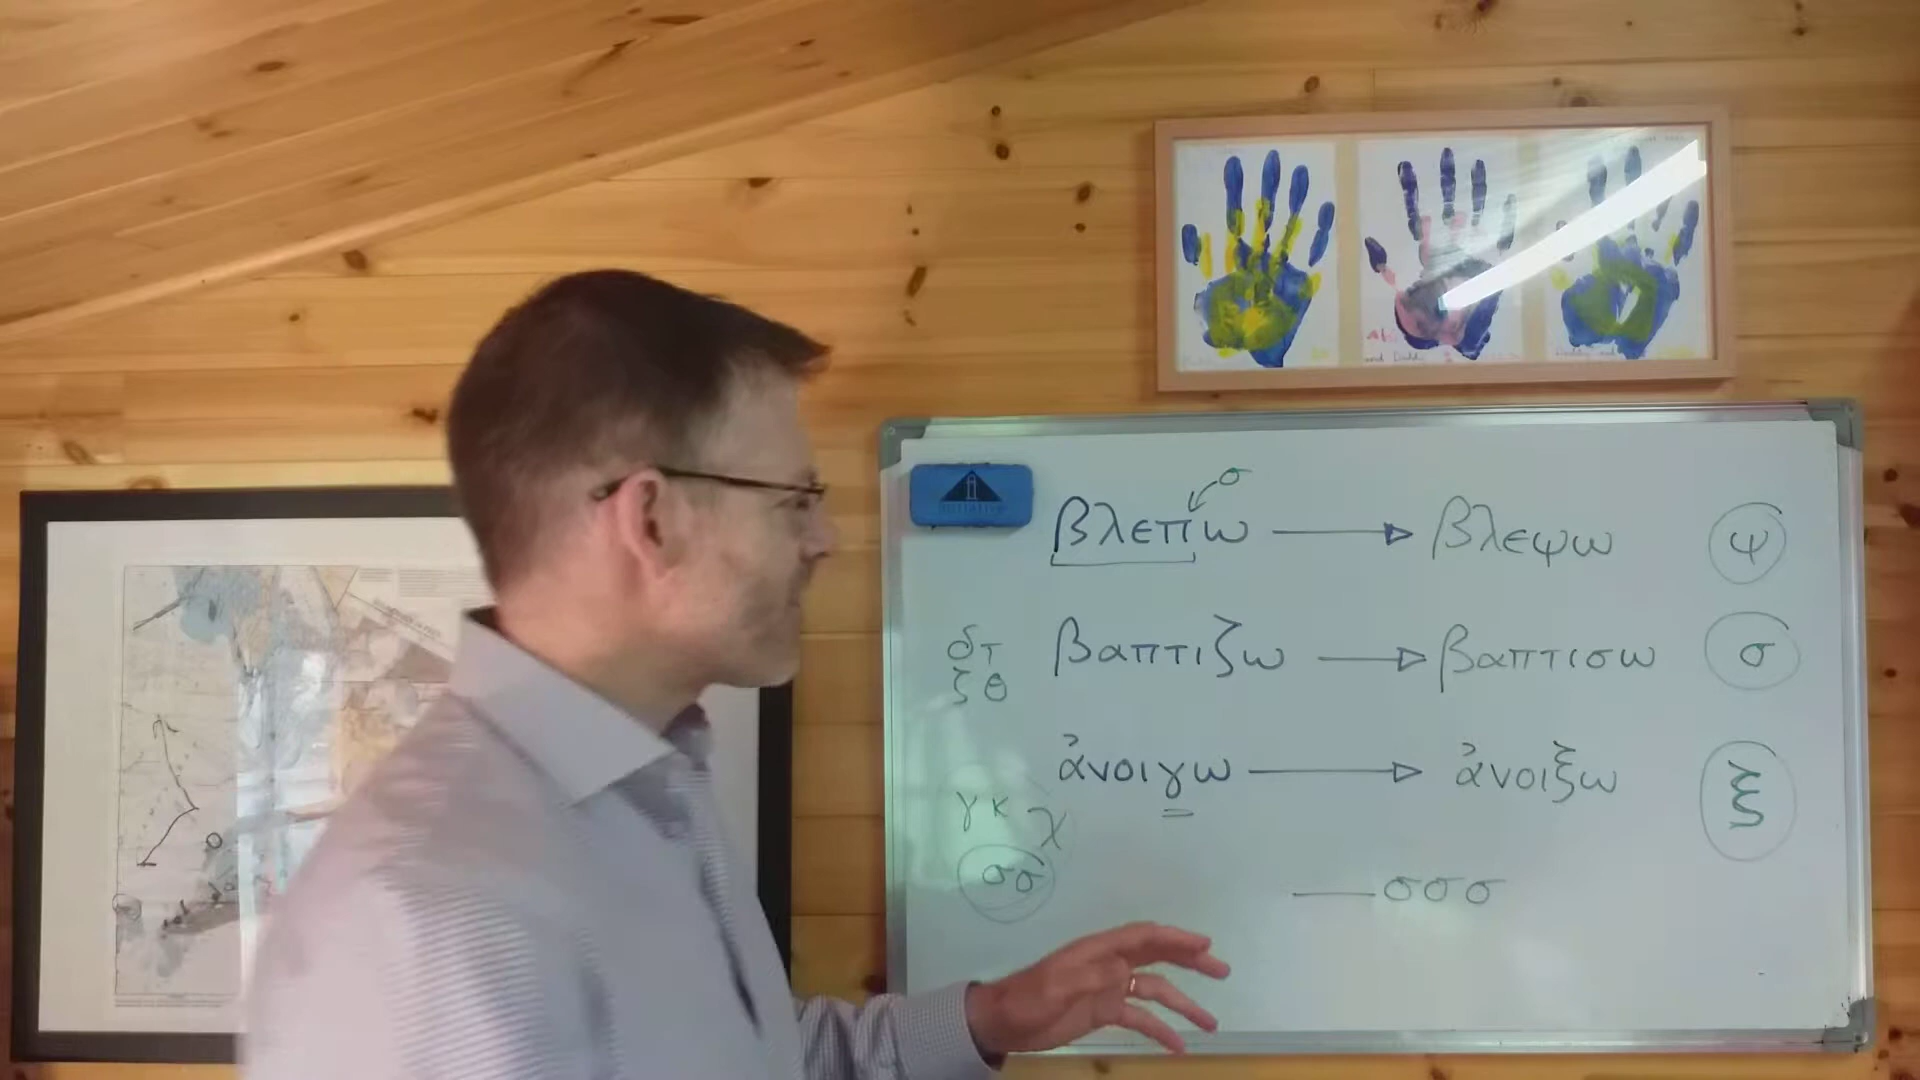 σ
βλεπω → βλεψω ψ
δτ
ζθ
βαπτιζω → βαπτισω σ
ἀνοιγω → ἀνοιξω ξ
γκ χ
σσ
—σσσ